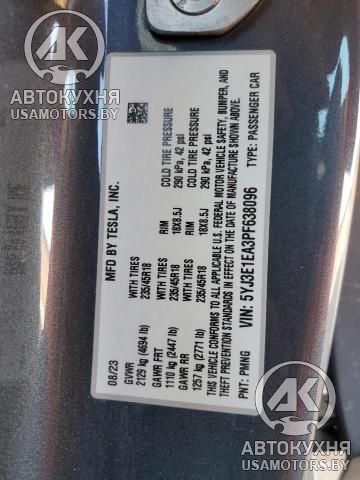 АВТОКУХНЯ
USAMOTORS.BY
MFD BY TESLA, INC.
08/23
GVWR
2129 kg (4694 lb)
GAWR FRT
1110 kg (2447 lb)
WITH TIRES
235/45R18
RIM
18X8.5J
COLD TIRE PRESSURE
290 kPa, 42 psi
GAWR RR
1257 kg (2771 lb)
WITH TIRES
235/45R18
RIM
18X8.5J
COLD TIRE PRESSURE
290 kPa, 42 psi
THIS VEHICLE CONFORMS TO ALL APPLICABLE U.S. FEDERAL MOTOR VEHICLE SAFETY, BUMPER, AND
THEFT PREVENTION STANDARDS IN EFFECT ON THE DATE OF MANUFACTURE SHOWN ABOVE.
VIN: 5YJ3E1EA3PF638096
TYPE: PASSENGER CAR
PNT: PMNG
АВТОКУХНЯ
USAMOTORS.BY